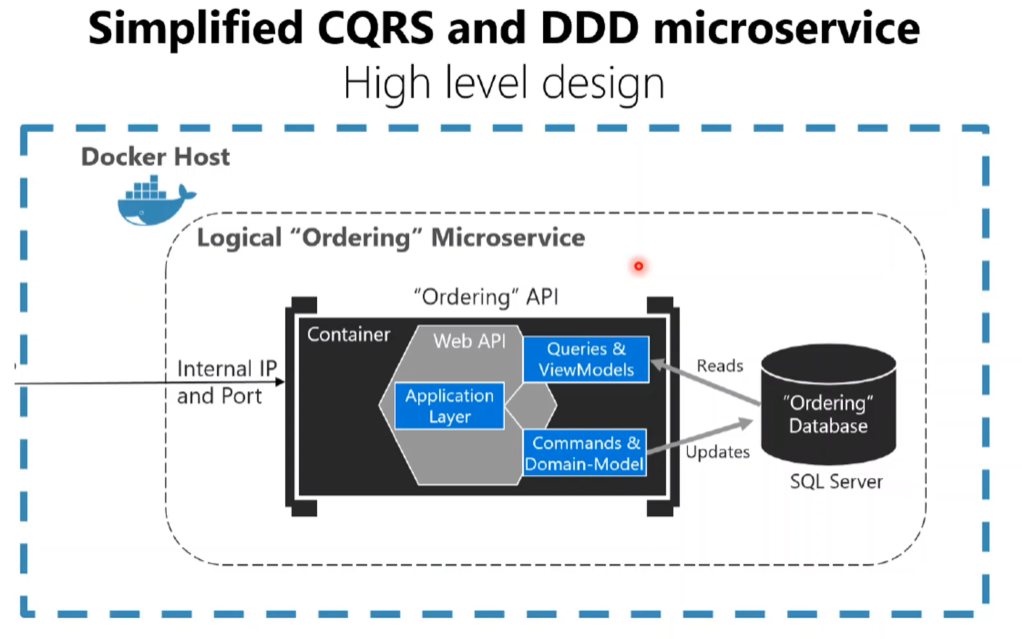 Simplified CQRS and DDD microservice
High level design
Docker Host
Logical “Ordering” Microservice
“Ordering” API
Container
Web API
Queries &
ViewModels
Internal IP
and Port
Application
Layer
Commands &
Domain-Model
Reads
Updates
“Ordering”
Database
SQL Server